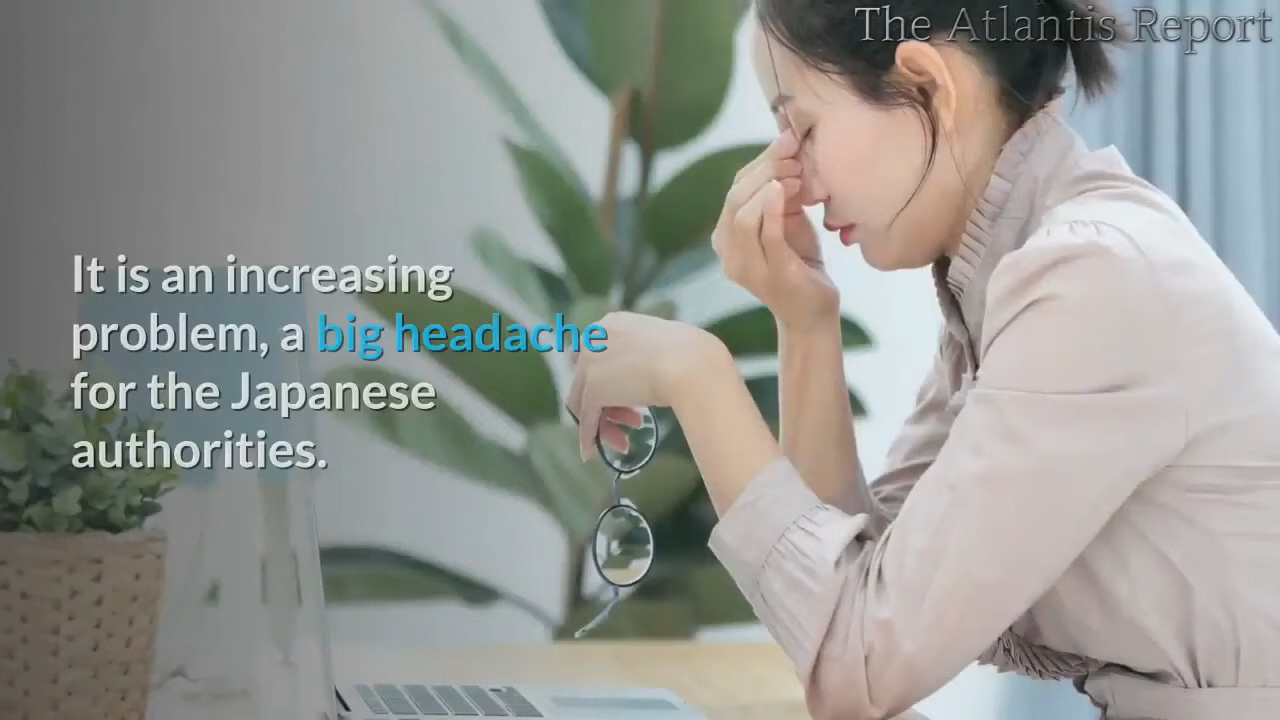 The Atlantis Report
It is an increasing
problem, a big headache
for the Japanese
authorities.